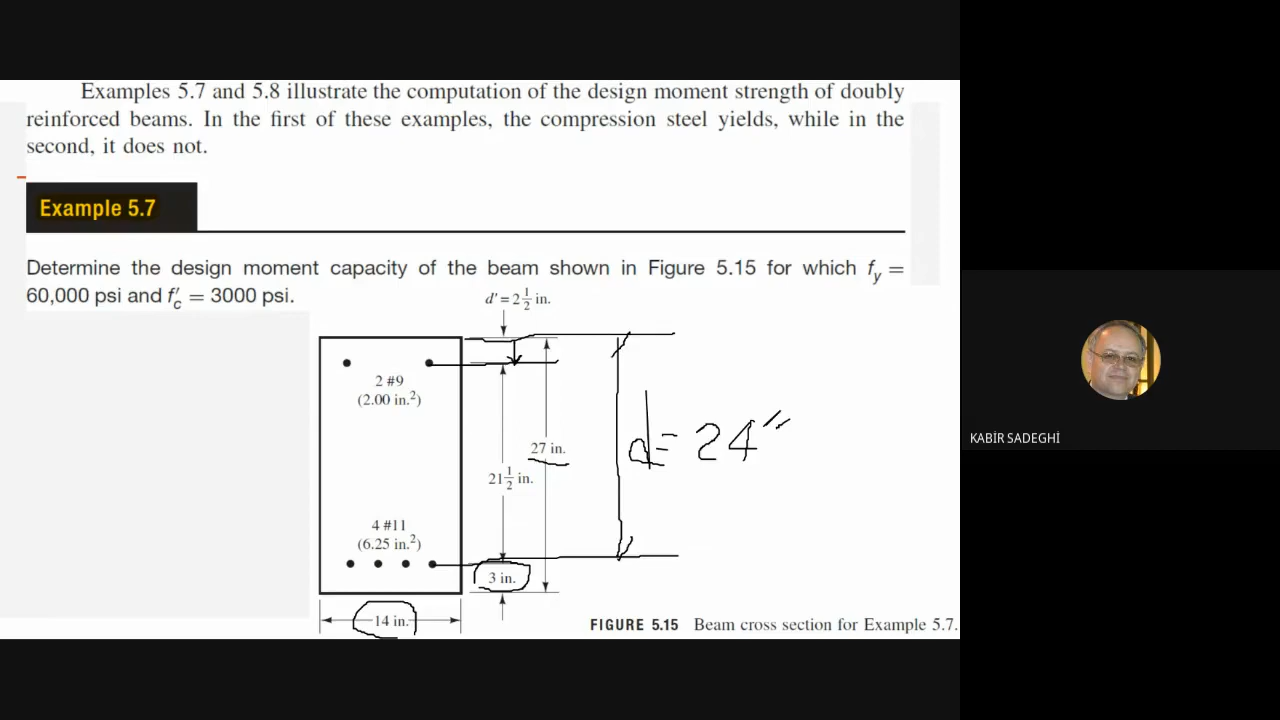 Examples 5.7 and 5.8 illustrate the computation of the design moment strength of doubly
reinforced beams. In the first of these examples, the compression steel yields, while in the
second, it does not.
Example 5.7
Determine the design moment capacity of the beam shown in Figure 5.15 for which fy =
60,000 psi and f′c = 3000 psi.
d′ = 2 1/2 in.
2 #9
(2.00 in.²)
27 in.
d = 24″
21 1/2 in.
4 #11
(6.25 in.²)
3 in.
14 in.
FIGURE 5.15 Beam cross section for Example 5.7.
KABİR SADEGHİ